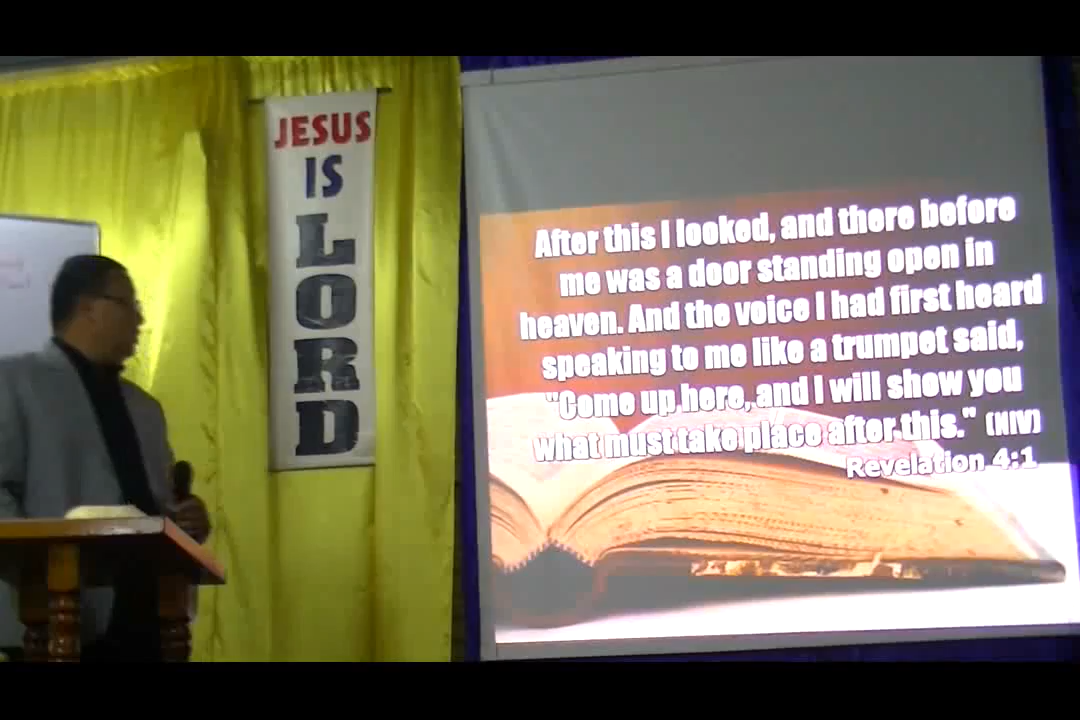 JESUS
IS
LORD
After this I looked, and there before
me was a door standing open in
heaven. And the voice I had first heard
speaking to me like a trumpet said,
"Come up here, and I will show you
what must take place after this." (NIV)
Revelation 4:1